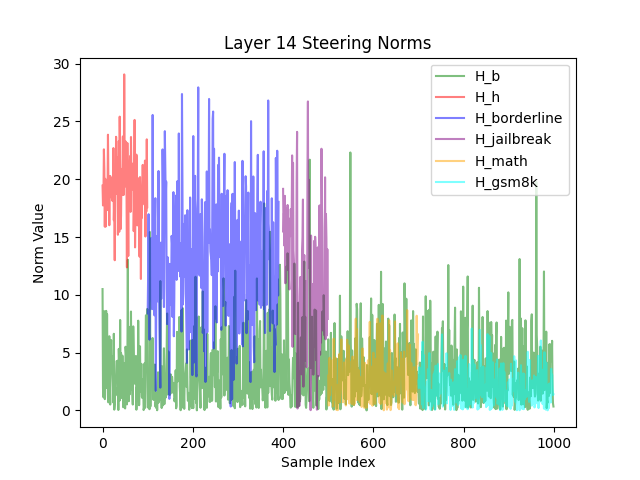 Layer 14 Steering Norms
30
25
20
15
10
5
0
Norm Value
H_b
H_h
H_borderline
H_jailbreak
H_math
H_gsm8k
0 200 400 600 800 1000
Sample Index